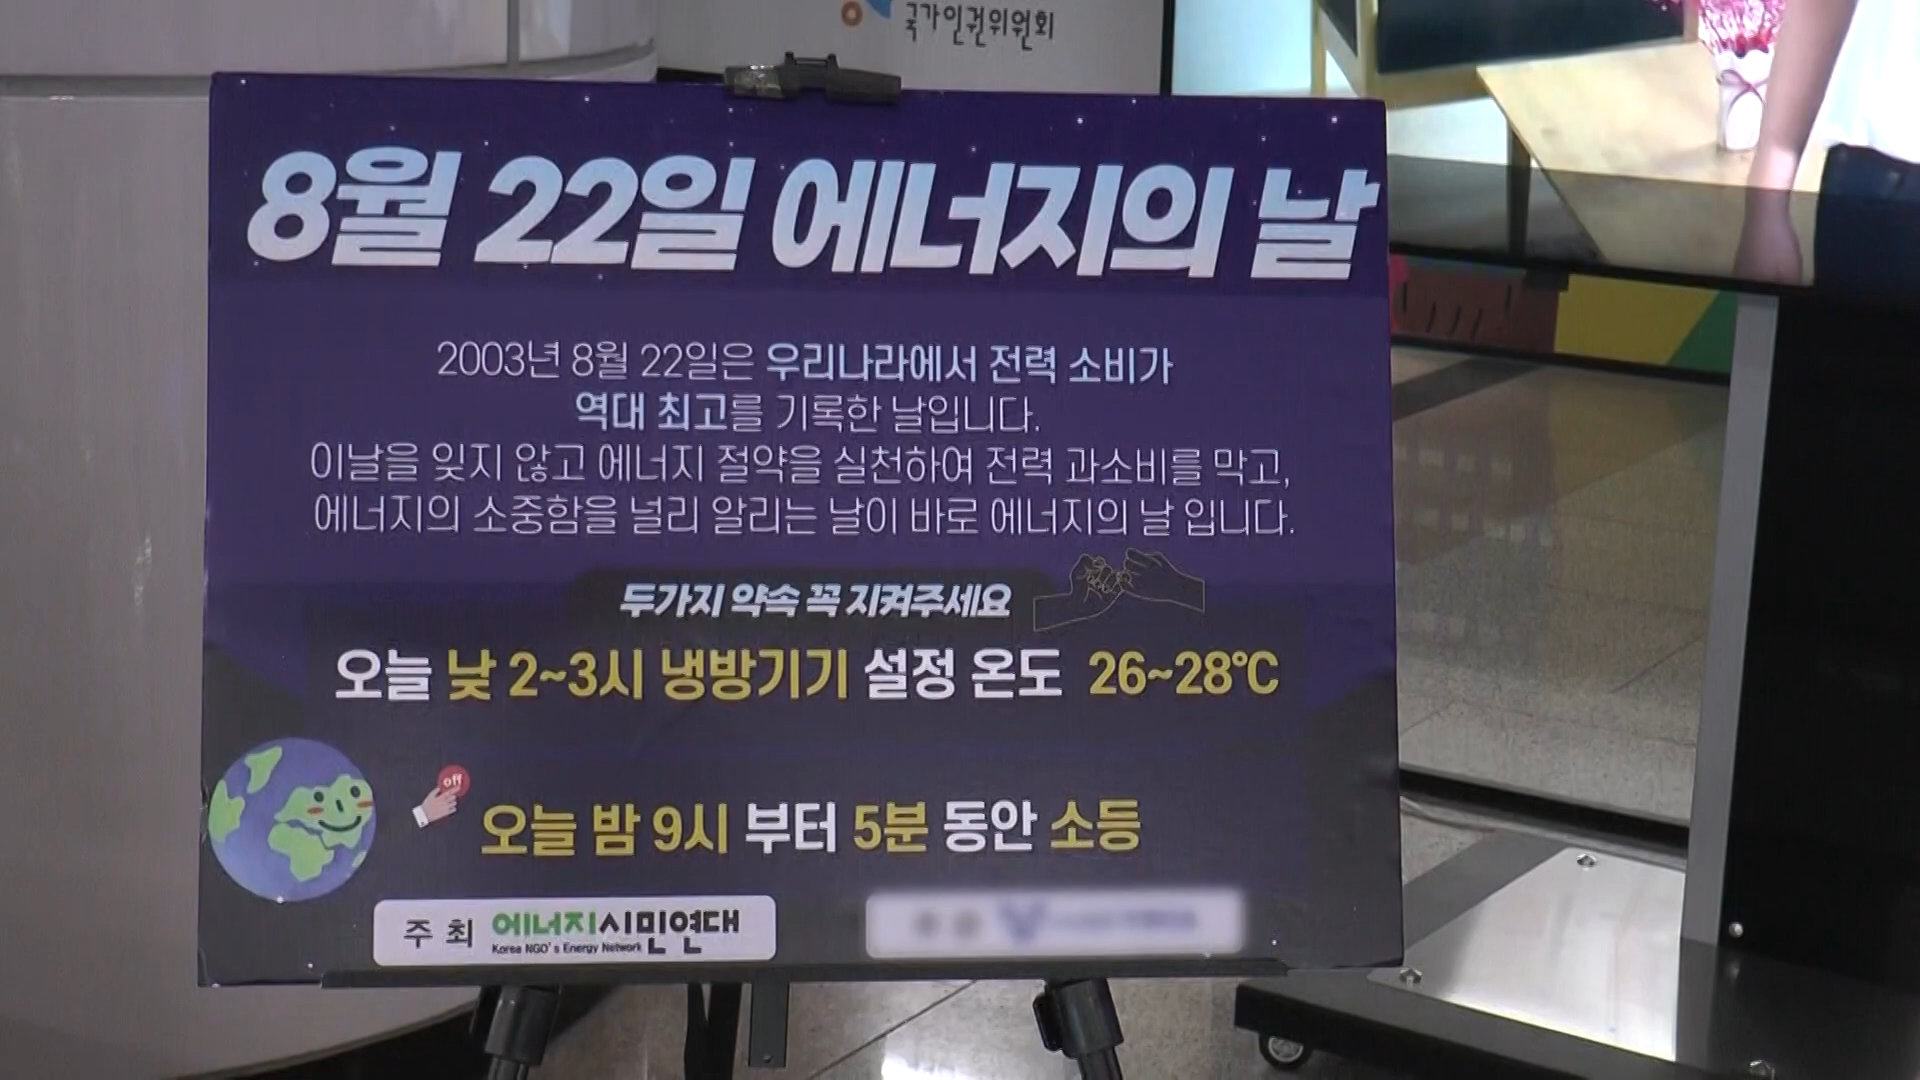 국가인권위원회
8월 22일 에너지의 날
2003년 8월 22일은 우리나라에서 전력 소비가
역대 최고를 기록한 날입니다.
이날을 잊지 않고 에너지 절약을 실천하여 전력 과소비를 막고,
에너지의 소중함을 널리 알리는 날이 바로 에너지의 날 입니다.
두가지 약속 꼭 지켜주세요
오늘 낮 2~3시 냉방기기 설정 온도 26~28℃
off
오늘 밤 9시 부터 5분 동안 소등
주최 에너지시민연대
Korea NGO's Energy Network